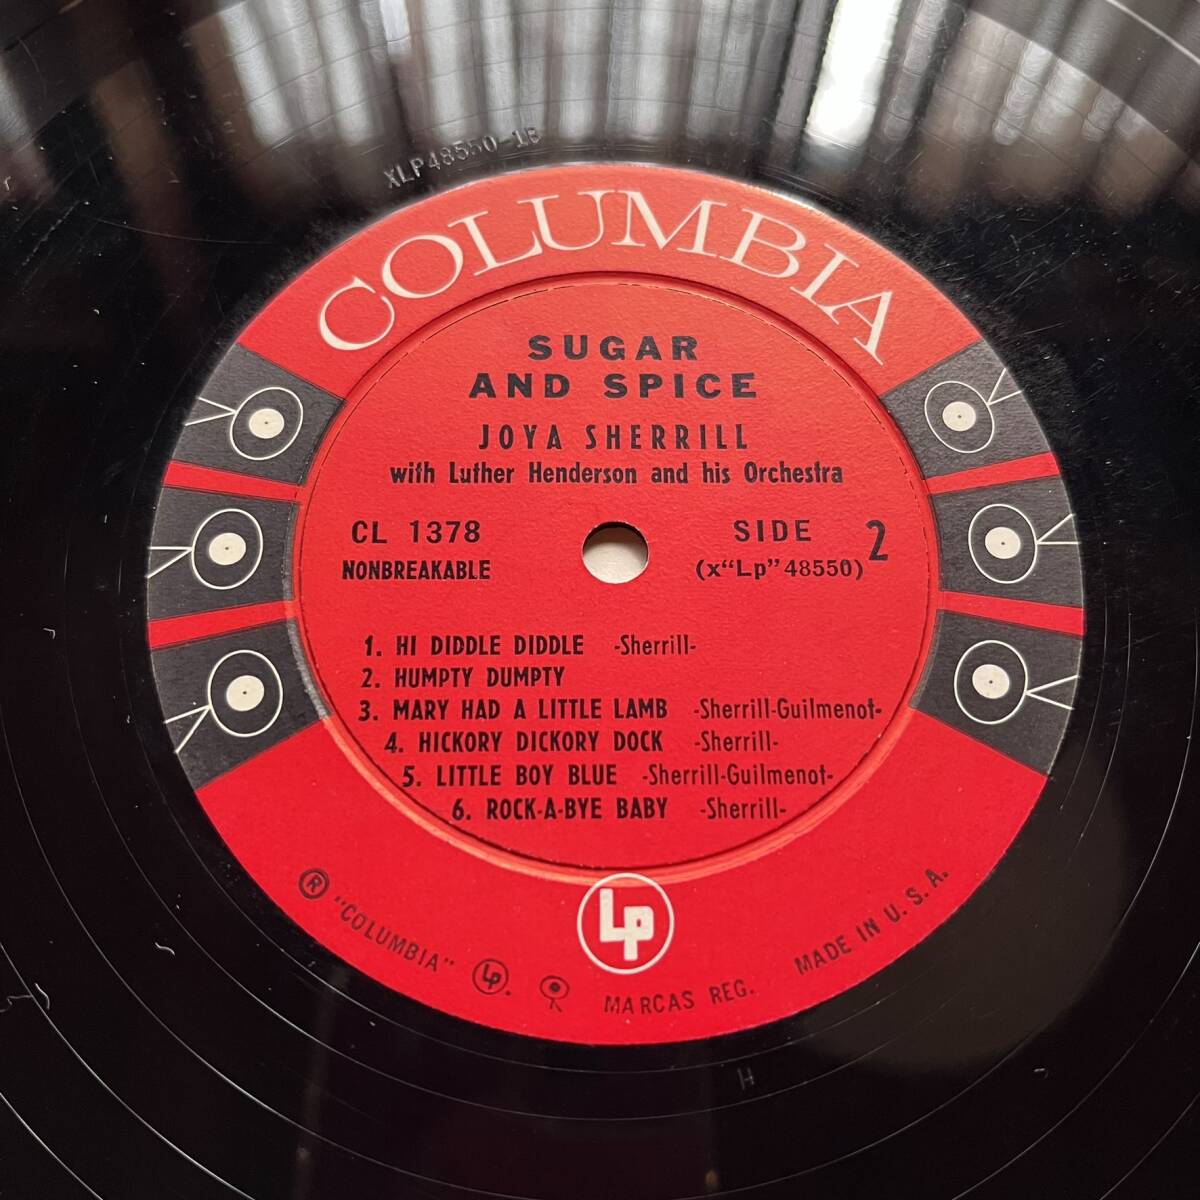 XLP48550-1B
COLUMBIA
SUGAR
AND SPICE
JOYA SHERRILL
with Luther Henderson and his Orchestra
CL 1378
NONBREAKABLE
SIDE 2
(x“Lp” 48550)
1. HI DIDDLE DIDDLE -Sherrill-
2. HUMPTY DUMPTY
3. MARY HAD A LITTLE LAMB -Sherrill-Guilmenot-
4. HICKORY DICKORY DOCK -Sherrill-
5. LITTLE BOY BLUE -Sherrill-Guilmenot-
6. ROCK-A-BYE BABY -Sherrill-
LP
® "COLUMBIA" LP. MARCAS REG. MADE IN U.S.A.
H